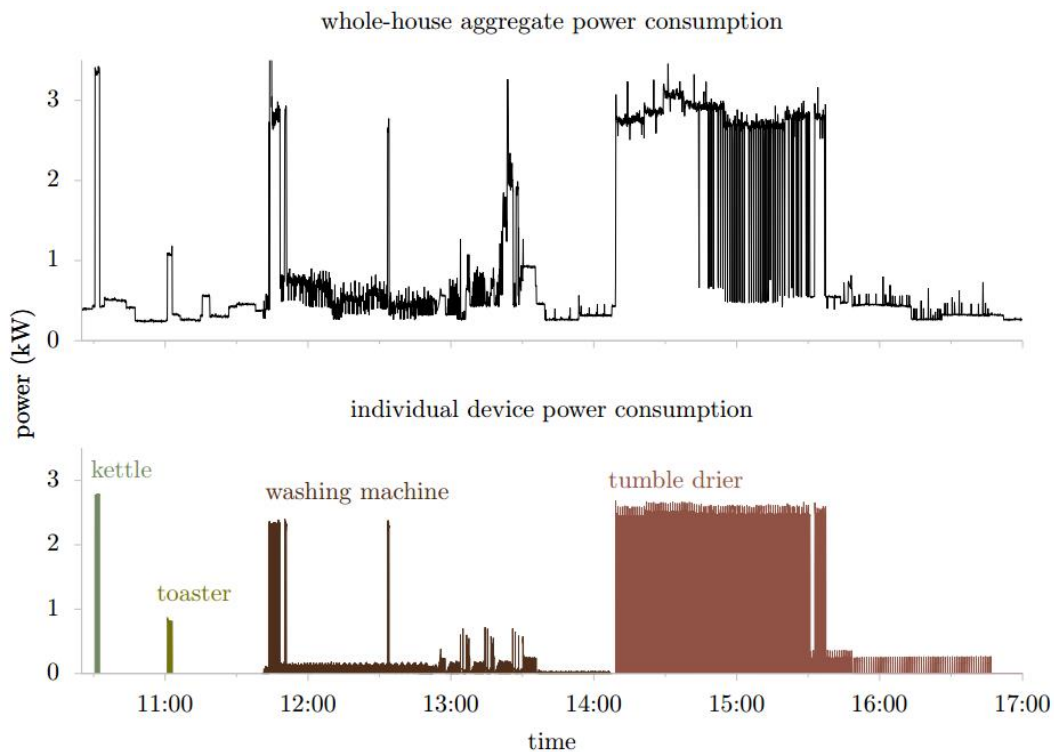 whole-house aggregate power consumption
3
2
1
0
power (kW)
individual device power consumption
kettle
toaster
washing machine
tumble drier
3
2
1
0
11:00 12:00 13:00 14:00 15:00 16:00 17:00
time